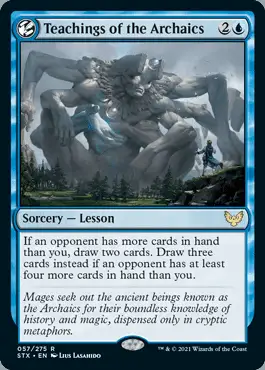 Teachings of the Archaics 2
Sorcery — Lesson
If an opponent has more cards in
hand than you, draw two cards. Draw three
cards instead if an opponent has at least
four more cards in hand than you.
Mages seek out the ancient beings known as
the Archaics for their boundless knowledge of
history and magic, dispensed only in cryptic
metaphors.
057/275 R
STX • EN Lius Lasahido ™ & © 2021 Wizards of the Coast